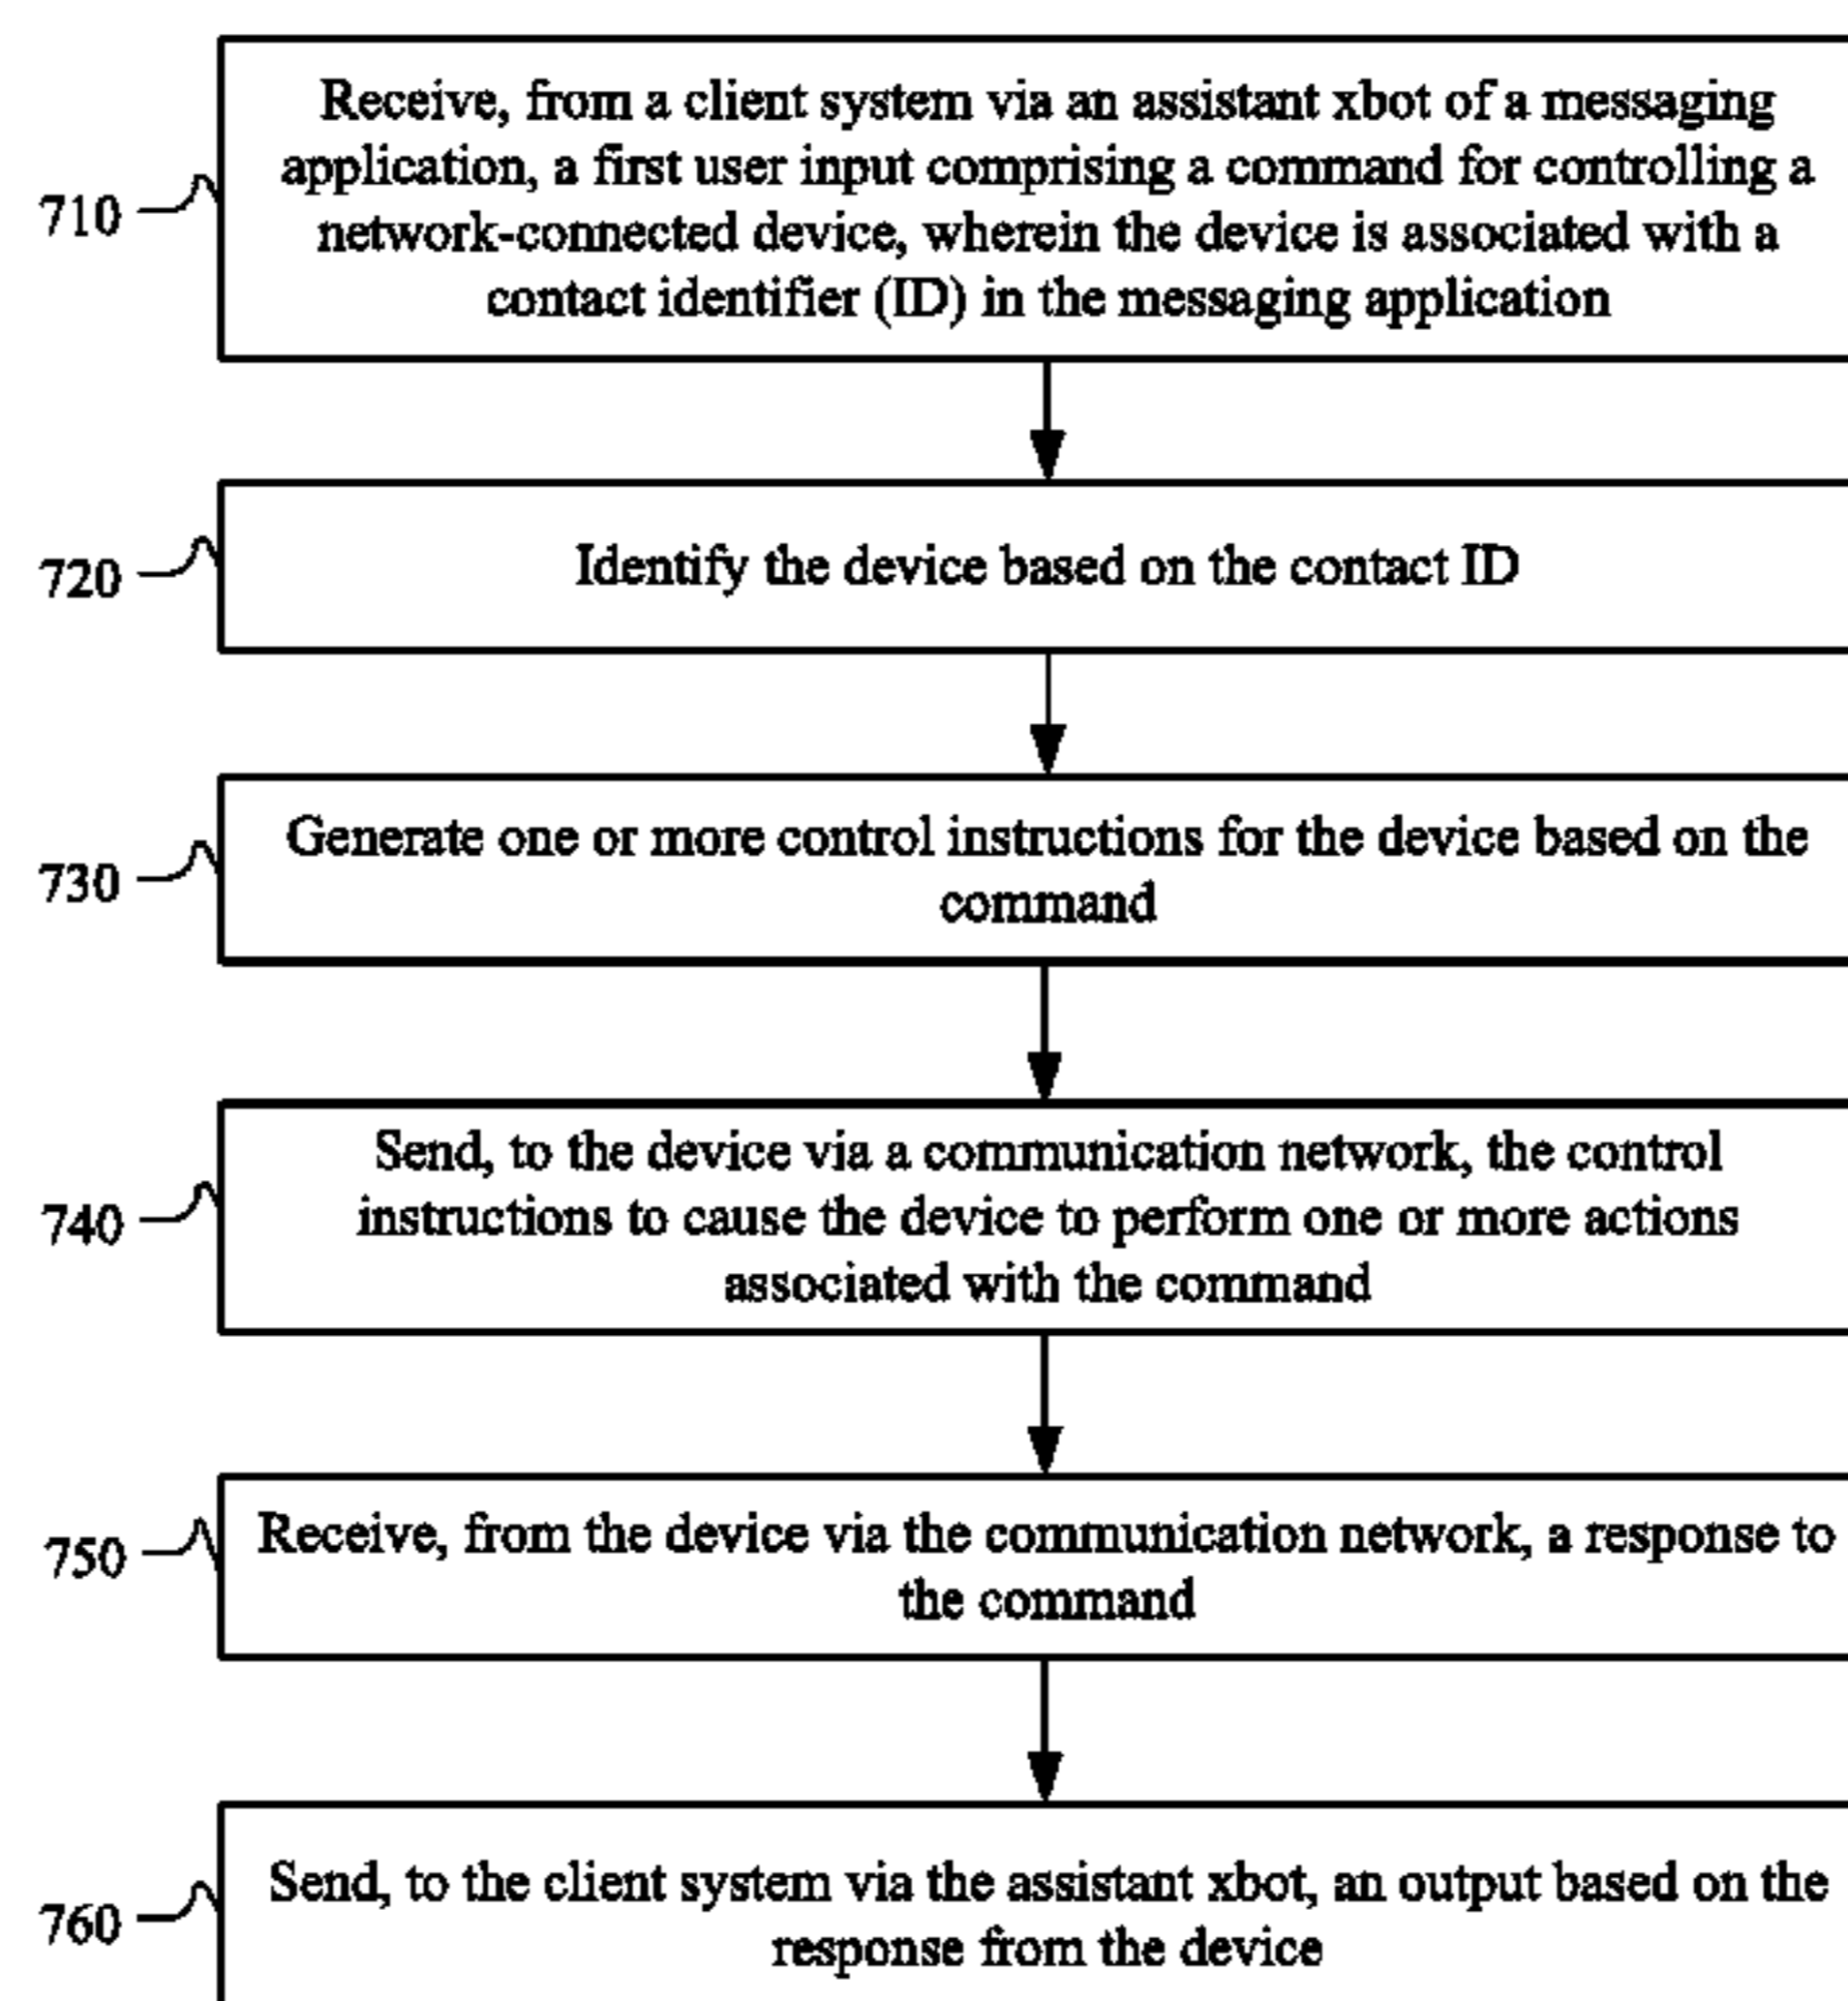 Receive, from a client system via an assistant xbot of a messaging
application, a first user input comprising a command for controlling a
network-connected device, wherein the device is associated with a
contact identifier (ID) in the messaging application
710
Identify the device based on the contact ID
720
Generate one or more control instructions for the device based on the
command
730
Send, to the device via a communication network, the control
instructions to cause the device to perform one or more actions
associated with the command
740
Receive, from the device via the communication network, a response to
the command
750
Send, to the client system via the assistant xbot, an output based on the
response from the device
760